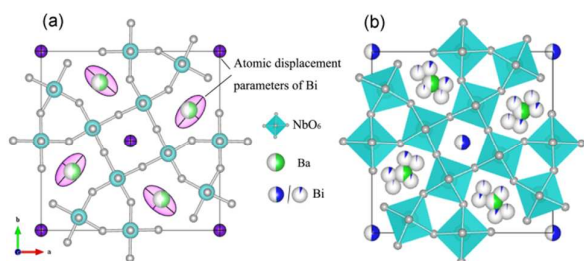 (a)
(b)
Atomic displacement
parameters of Bi
NbO₆
Ba
/ Bi
b
a